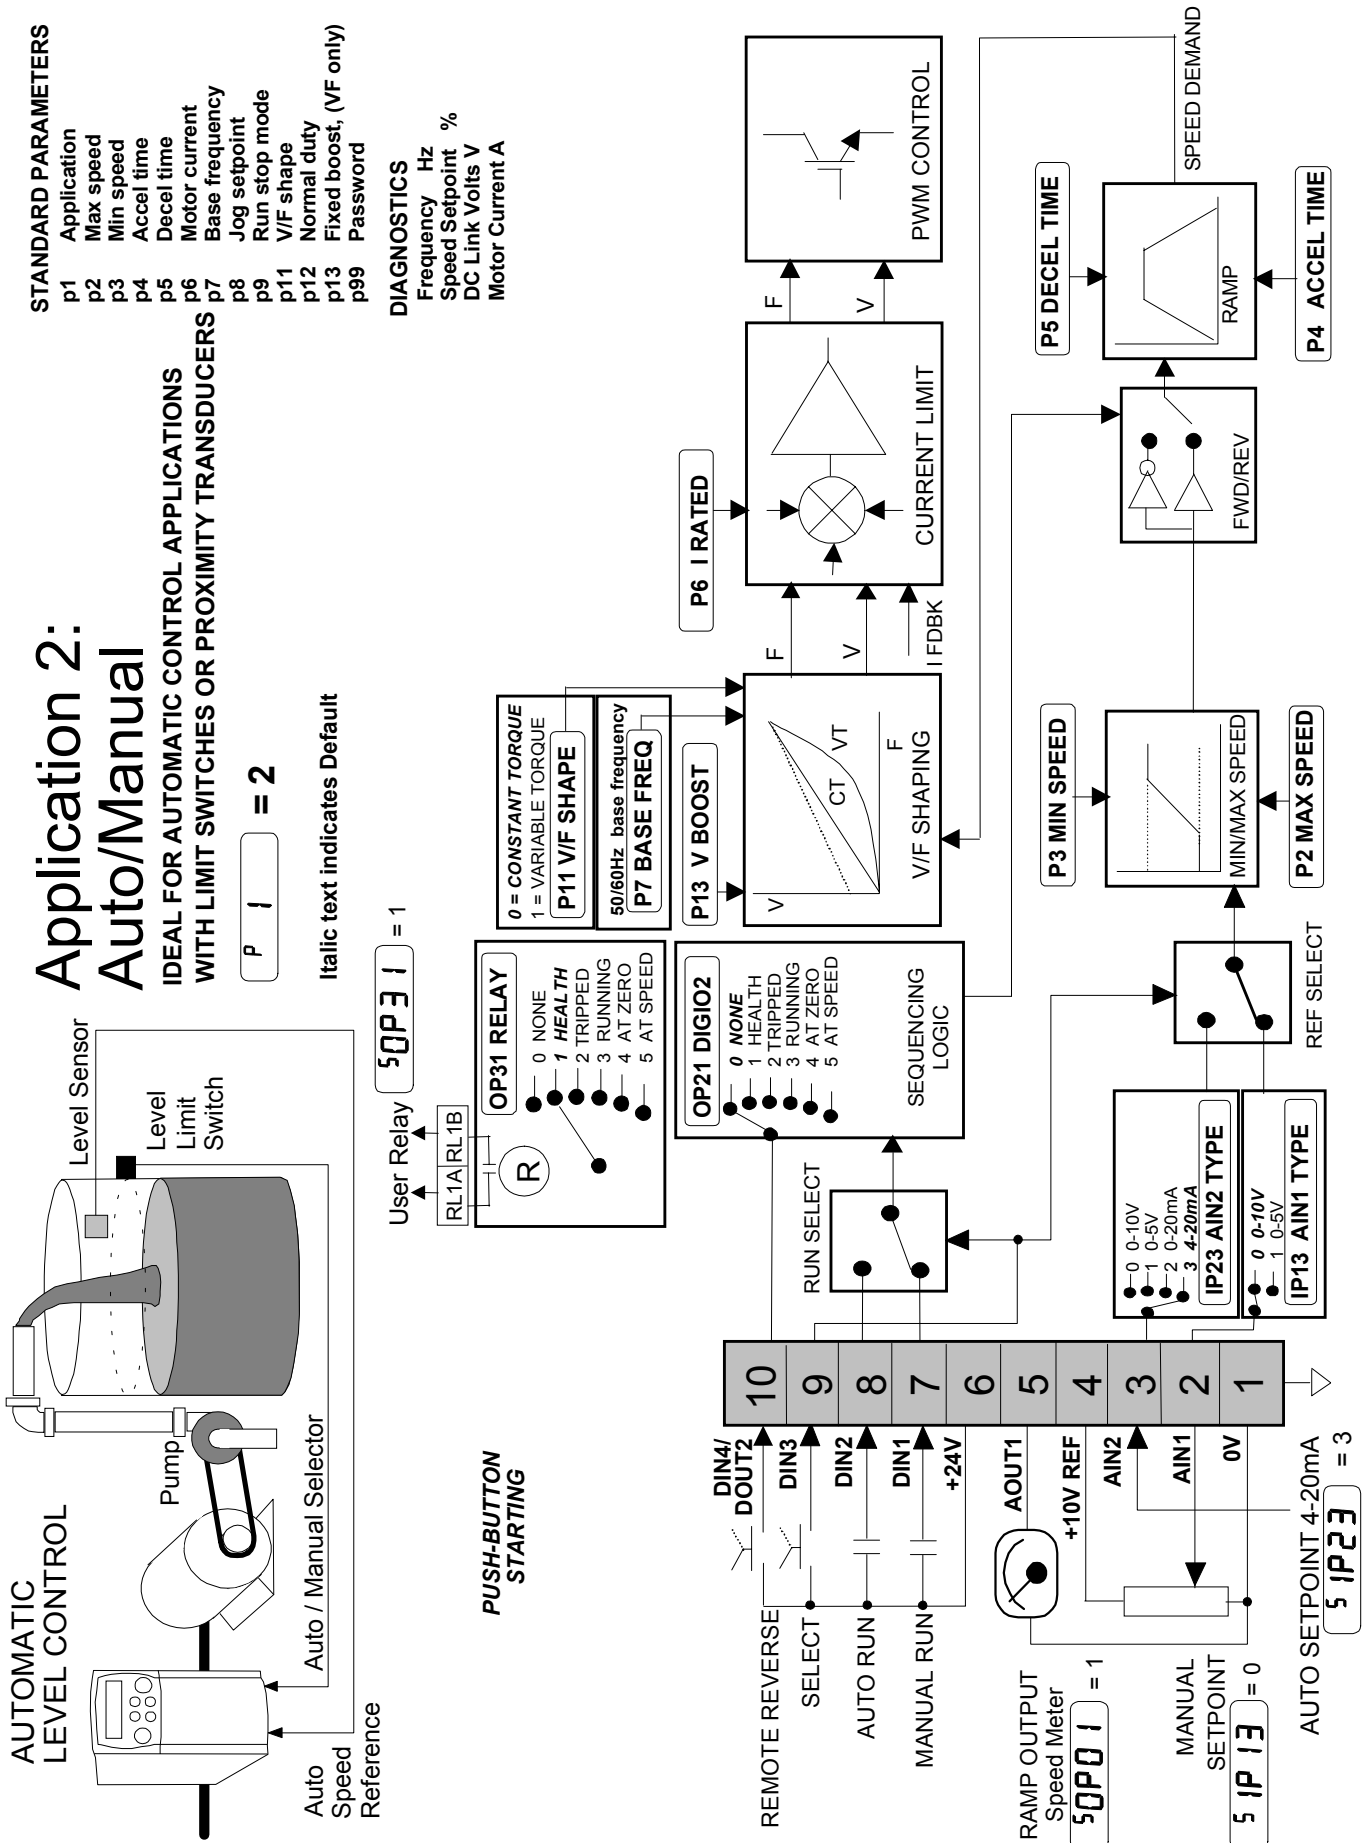 Application 2:
Auto/Manual
IDEAL FOR AUTOMATIC CONTROL APPLICATIONS
WITH LIMIT SWITCHES OR PROXIMITY TRANSDUCERS
P 1 = 2
Italic text indicates Default
STANDARD PARAMETERS
p1 Application
p2 Max speed
p3 Min speed
p4 Accel time
p5 Decel time
p6 Motor current
p7 Base frequency
p8 Jog setpoint
p9 Run stop mode
p11 V/F shape
p12 Normal duty
p13 Fixed boost, (VF only)
p99 Password
DIAGNOSTICS
Frequency Hz
Speed Setpoint %
DC Link Volts V
Motor Current A
AUTOMATIC
LEVEL CONTROL
Pump
Level Sensor
Level
Limit
Switch
Auto / Manual Selector
Auto
Speed
Reference
PUSH-BUTTON
STARTING
User Relay
SOP31 = 1
RL1A RL1B
R
OP31 RELAY
0 NONE
1 HEALTH
2 TRIPPED
3 RUNNING
4 AT ZERO
5 AT SPEED
0 = CONSTANT TORQUE
1 = VARIABLE TORQUE
P11 V/F SHAPE
50/60Hz base frequency
P7 BASE FREQ
P13 V BOOST
P6 I RATED
OP21 DIGIO2
0 NONE
1 HEALTH
2 TRIPPED
3 RUNNING
4 AT ZERO
5 AT SPEED
SEQUENCING
LOGIC
V
CT
VT
F
V/F SHAPING
F
V
I FDBK
CURRENT LIMIT
F
V
PWM CONTROL
RUN SELECT
REMOTE REVERSE
SELECT
AUTO RUN
MANUAL RUN
DIN4/
DOUT2
DIN3
DIN2
DIN1
+24V
AOUT1
+10V REF
AIN2
AIN1
0V
10
9
8
7
6
5
4
3
2
1
RAMP OUTPUT
Speed Meter
SOP01 = 1
MANUAL
SETPOINT
SIP13 = 0
AUTO SETPOINT 4-20mA
SIP23 = 3
0 0-10V
1 0-5V
2 0-20mA
3 4-20mA
IP23 AIN2 TYPE
0 0-10V
1 0-5V
IP13 AIN1 TYPE
REF SELECT
P3 MIN SPEED
MIN/MAX SPEED
P2 MAX SPEED
FWD/REV
P5 DECEL TIME
RAMP
P4 ACCEL TIME
SPEED DEMAND